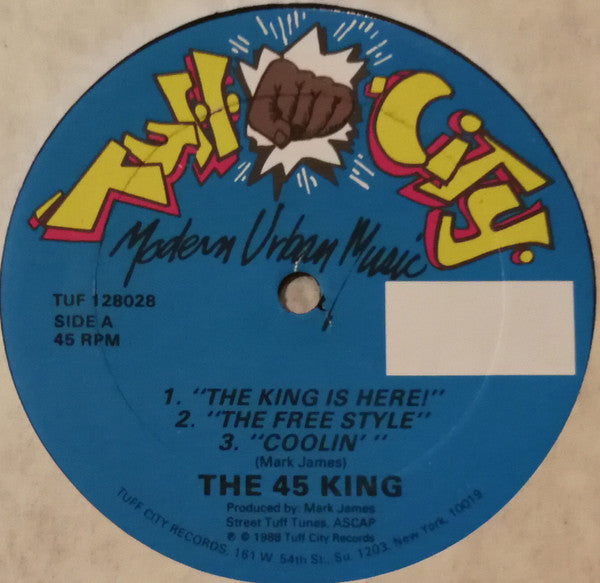 Tuff City
Modern Urban Music
TUF 128028
SIDE A
45 RPM
1. "THE KING IS HERE!"
2. "THE FREE STYLE"
3. "COOLIN' "
(Mark James)
THE 45 KING
Produced by: Mark James
Street Tuff Tunes, ASCAP
℗ © 1988 Tuff City Records
TUFF CITY RECORDS, 161 W. 54th St., Su. 1203, New York, 10019